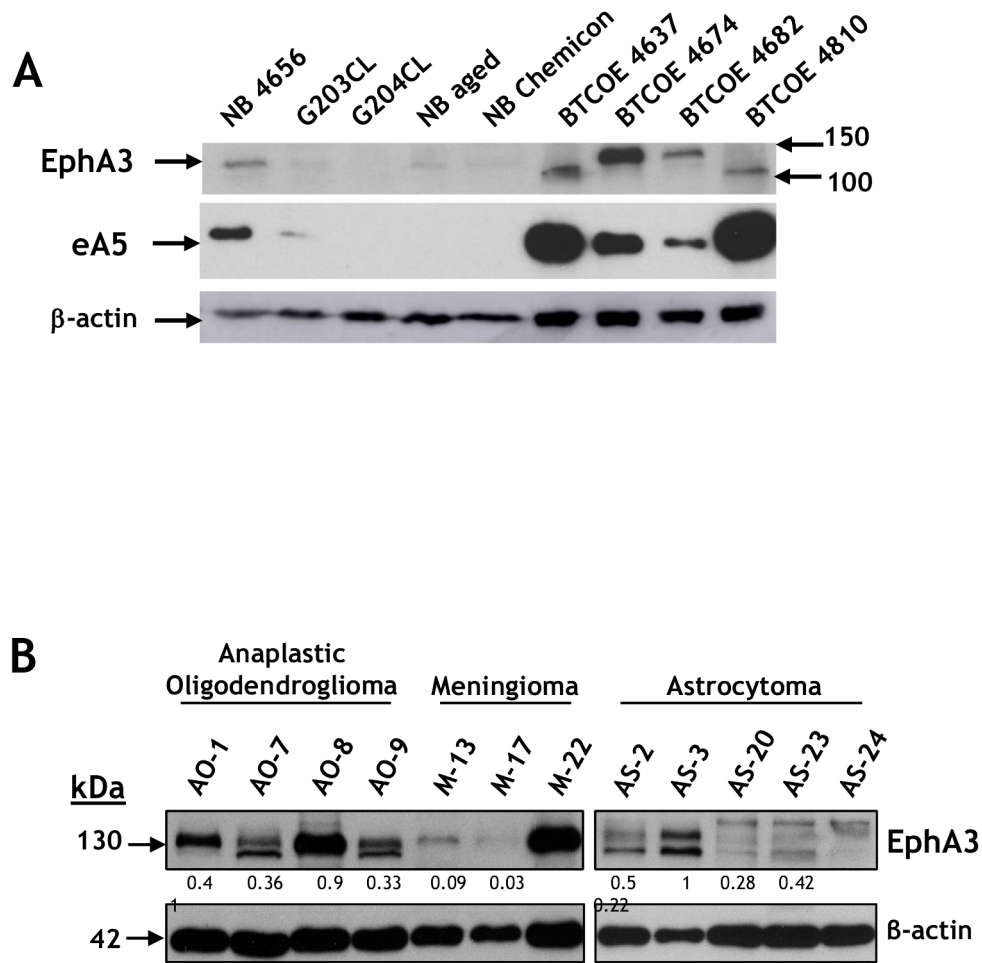 A
NB 4656
G203CL
G204CL
NB aged
NB Chemicon
BTCOE 4637
BTCOE 4674
BTCOE 4682
BTCOE 4810
EphA3
150
100
eA5
β-actin
B
Anaplastic
Oligodendroglioma
Meningioma
Astrocytoma
AO-1
AO-7
AO-8
AO-9
M-13
M-17
M-22
AS-2
AS-3
AS-20
AS-23
AS-24
kDa
130
EphA3
0.4 0.36 0.9 0.33 0.09 0.03 0.5 1 0.28 0.42
1 0.22
42
ß-actin